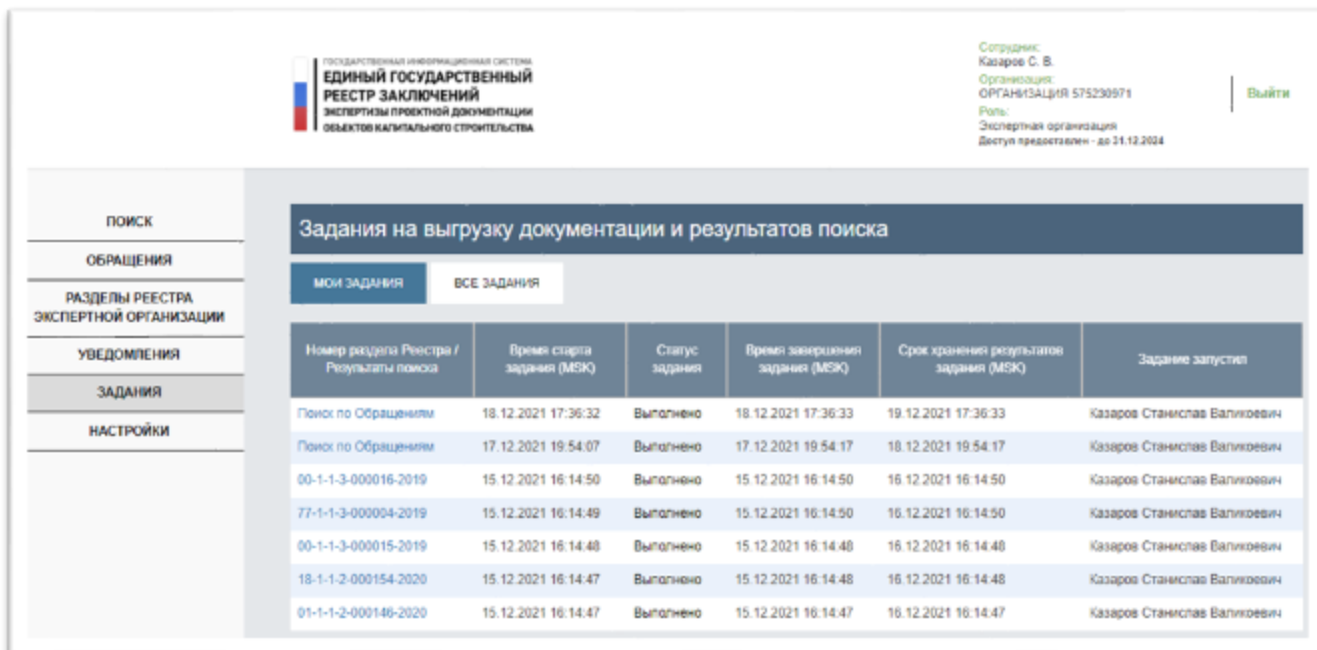 ГОСУДАРСТВЕННАЯ ИНФОРМАЦИОННАЯ СИСТЕМА
ЕДИНЫЙ ГОСУДАРСТВЕННЫЙ
РЕЕСТР ЗАКЛЮЧЕНИЙ
ЭКСПЕРТИЗЫ ПРОЕКТНОЙ ДОКУМЕНТАЦИИ
ОБЪЕКТОВ КАПИТАЛЬНОГО СТРОИТЕЛЬСТВА
Сотрудник:
Казаров С. В.
Организация:
ОРГАНИЗАЦИЯ 575230971
Роль:
Экспертная организация
Доступ предоставлен - до 31.12.2024
Выйти
ПОИСК
ОБРАЩЕНИЯ
РАЗДЕЛЫ РЕЕСТРА
ЭКСПЕРТНОЙ ОРГАНИЗАЦИИ
УВЕДОМЛЕНИЯ
ЗАДАНИЯ
НАСТРОЙКИ
Задания на выгрузку документации и результатов поиска
МОИ ЗАДАНИЯ ВСЕ ЗАДАНИЯ
Номер раздела Реестра / Время старта Статус Время завершения Срок хранения результатов Задание запустил
Результаты поиска задания (MSK) задания задания (MSK) задания (MSK)
Поиск по Обращениям 18.12.2021 17:36:32 Выполнено 18.12.2021 17:36:33 19.12.2021 17:36:33 Казаров Станислав Валикоевич
Поиск по Обращениям 17.12.2021 19:54:07 Выполнено 17.12.2021 19:54:17 18.12.2021 19:54:17 Казаров Станислав Валикоевич
00-1-1-3-000016-2019 15.12.2021 16:14:50 Выполнено 15.12.2021 16:14:50 16.12.2021 16:14:50 Казаров Станислав Валикоевич
77-1-1-3-000004-2019 15.12.2021 16:14:49 Выполнено 15.12.2021 16:14:50 16.12.2021 16:14:50 Казаров Станислав Валикоевич
00-1-1-3-000015-2019 15.12.2021 16:14:48 Выполнено 15.12.2021 16:14:48 16.12.2021 16:14:48 Казаров Станислав Валикоевич
18-1-1-2-000154-2020 15.12.2021 16:14:47 Выполнено 15.12.2021 16:14:48 16.12.2021 16:14:48 Казаров Станислав Валикоевич
01-1-1-2-000146-2020 15.12.2021 16:14:47 Выполнено 15.12.2021 16:14:47 16.12.2021 16:14:47 Казаров Станислав Валикоевич